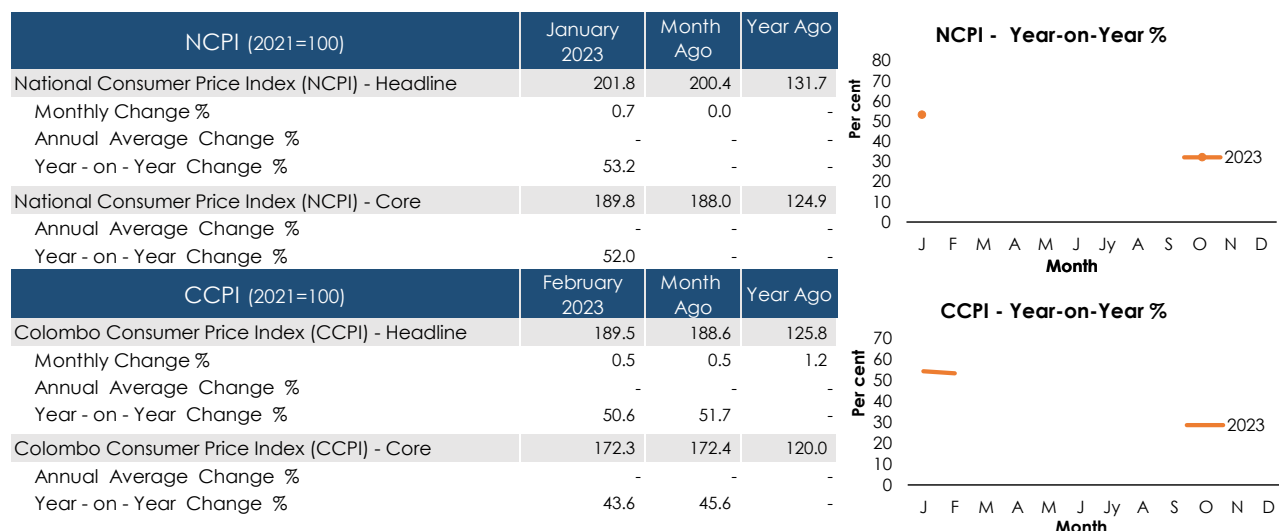 NCPI (2021=100) January 2023 Month Ago Year Ago
National Consumer Price Index (NCPI) - Headline 201.8 200.4 131.7
Monthly Change % 0.7 0.0 -
Annual Average Change % - - -
Year - on - Year Change % 53.2 - -
National Consumer Price Index (NCPI) - Core 189.8 188.0 124.9
Annual Average Change % - - -
Year - on - Year Change % 52.0 - -
CCPI (2021=100) February 2023 Month Ago Year Ago
Colombo Consumer Price Index (CCPI) - Headline 189.5 188.6 125.8
Monthly Change % 0.5 0.5 1.2
Annual Average Change % - - -
Year - on - Year Change % 50.6 51.7 -
Colombo Consumer Price Index (CCPI) - Core 172.3 172.4 120.0
Annual Average Change % - - -
Year - on - Year Change % 43.6 45.6 -
NCPI - Year-on-Year %
Per cent
80
70
60
50
40
30
20
10
0
2023
J F M A M J Jy A S O N D
Month
CCPI - Year-on-Year %
Per cent
70
60
50
40
30
20
10
0
2023
J F M A M J Jy A S O N D
Month